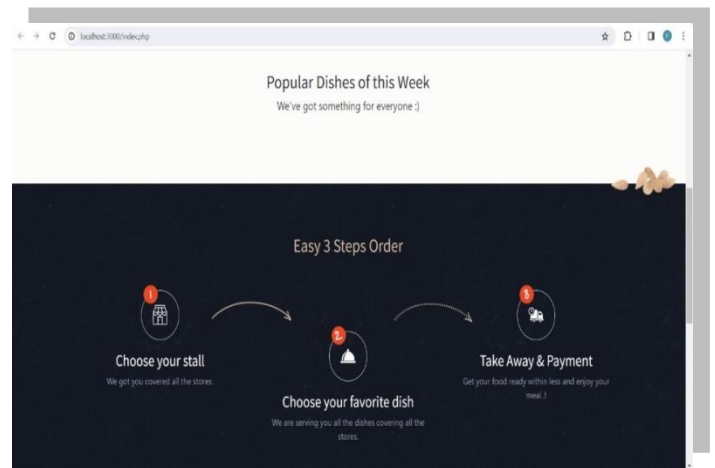 localhost:3000/index.php
Popular Dishes of this Week
We've got something for everyone :)
Easy 3 Steps Order
1
2
3
Choose your stall
We got you covered all the stores.
Choose your favorite dish
We are serving you all the dishes covering all the
stores.
Take Away & Payment
Get your food ready within less and enjoy your
meal.!